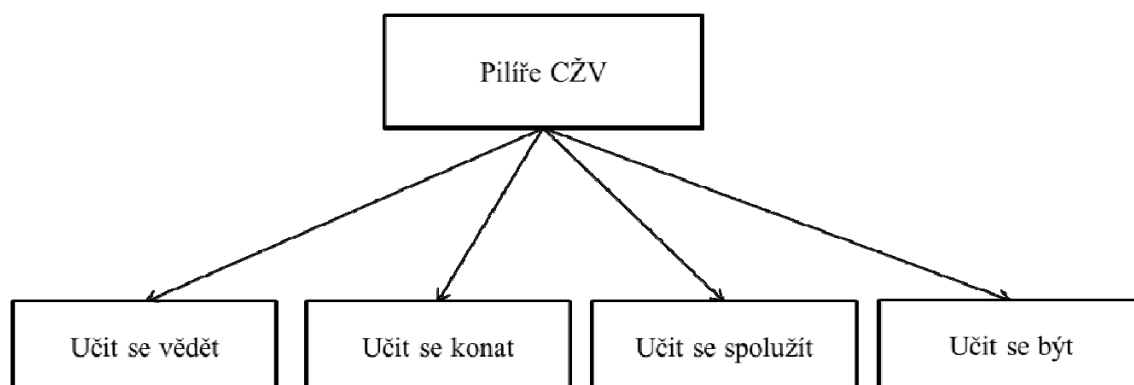 Pilíře CŽV
Učit se vědět
Učit se konat
Učit se spolužít
Učit se být